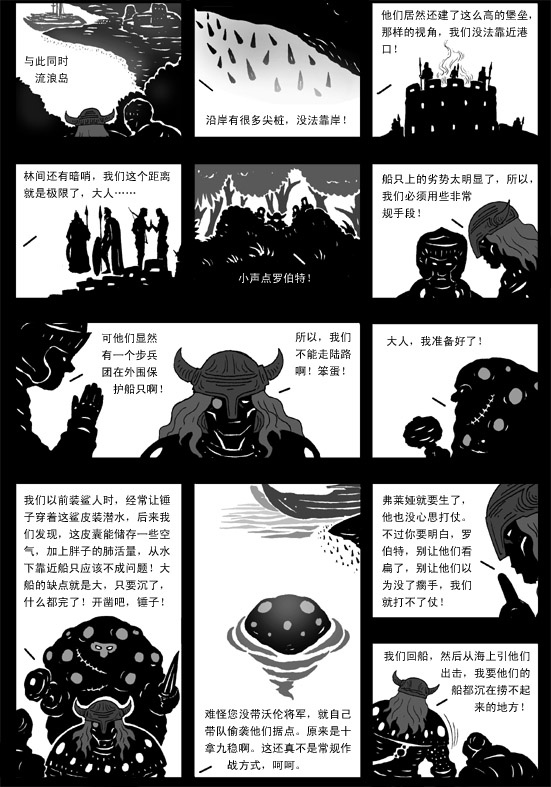 与此同时
流浪岛
沿岸有很多尖桩，没法靠岸！
他们居然还建了这么高的堡垒，
那样的视角，我们没法靠近港
口！
林间还有暗哨，我们这个距离
就是极限了，大人……
小声点罗伯特！
船只上的劣势太明显了，所以，
我们必须用些非常
规手段！
可他们显然
有一个步兵
团在外围保
护船只啊！
所以，我们
不能走陆路
啊！笨蛋！
大人，我准备好了！
我们以前装鲨人时，经常让锤
子穿着这鲨皮装潜水，后来我
们发现，这皮囊能储存一些空
气，加上胖子的肺活量，从水
下靠近船只应该不成问题！大
船的缺点就是大，只要沉了，
什么都完了！开凿吧，锤子！
难怪您没带沃伦将军，就自己
带队偷袭他们据点。原来是十
拿九稳啊。这还真不是常规作
战方式，呵呵。
弗莱娅就要生了，
他也没心思打仗。
不过你要明白，罗
伯特，别让他们看
扁了，别让他们以
为没了瘸手，我们
就打不了仗！
我们回船，然后从海上引他们
出击，我要他们的
船都沉在捞不起
来的地方！